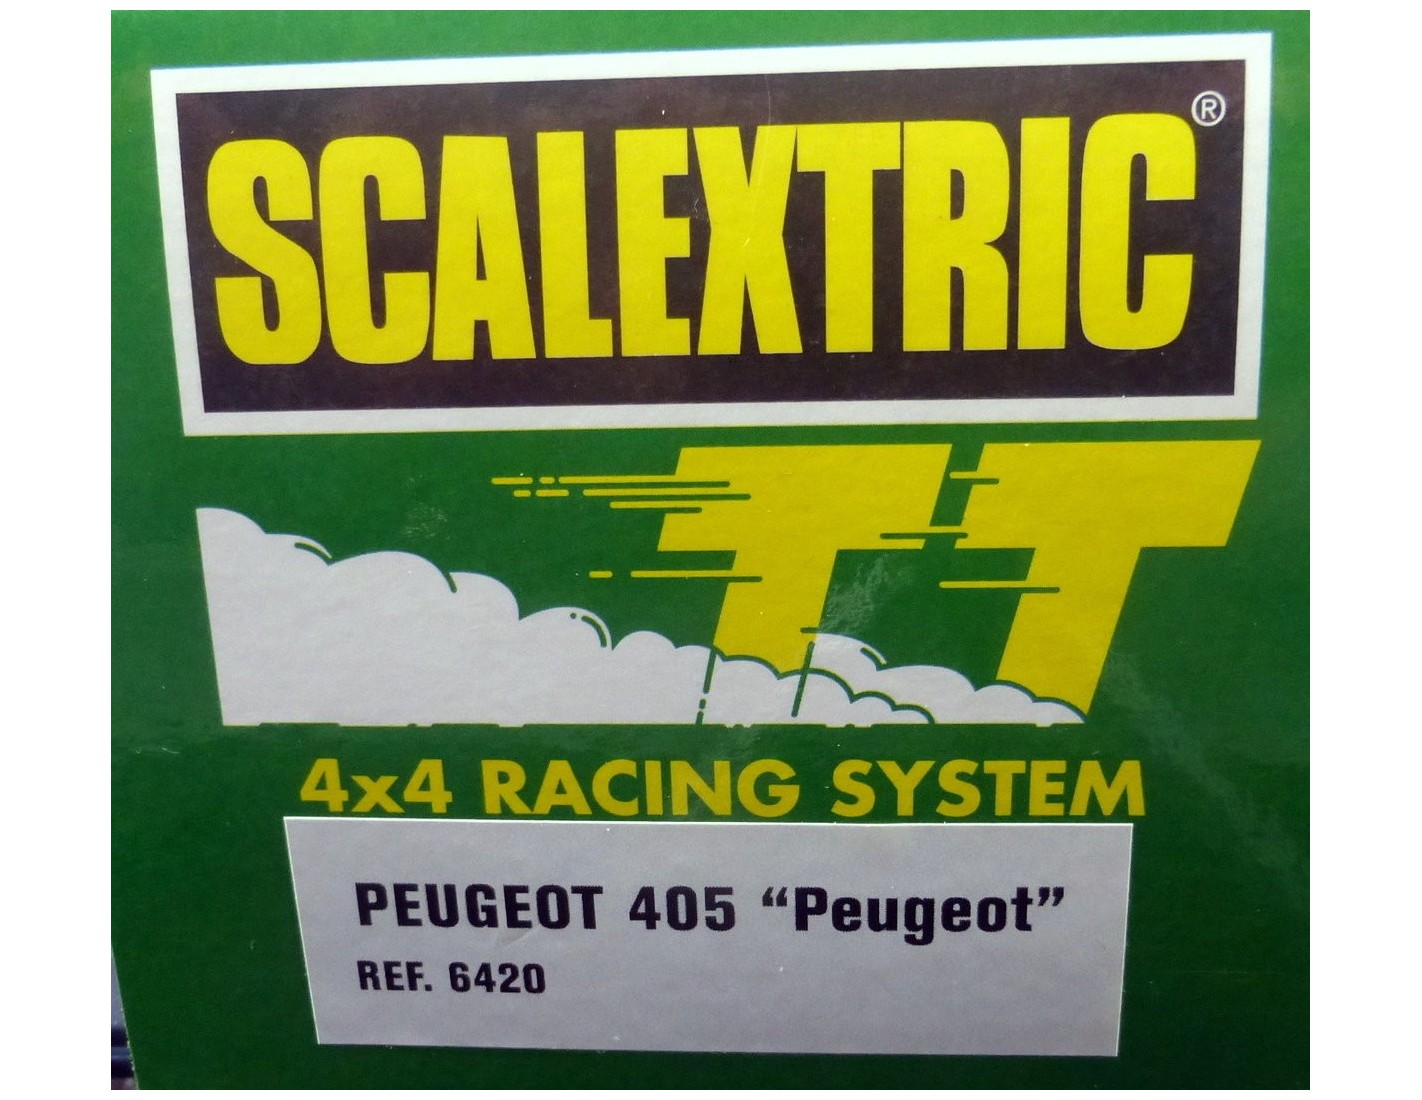 SCALEXTRIC®
TT
4x4 RACING SYSTEM
PEUGEOT 405 “Peugeot”
REF. 6420